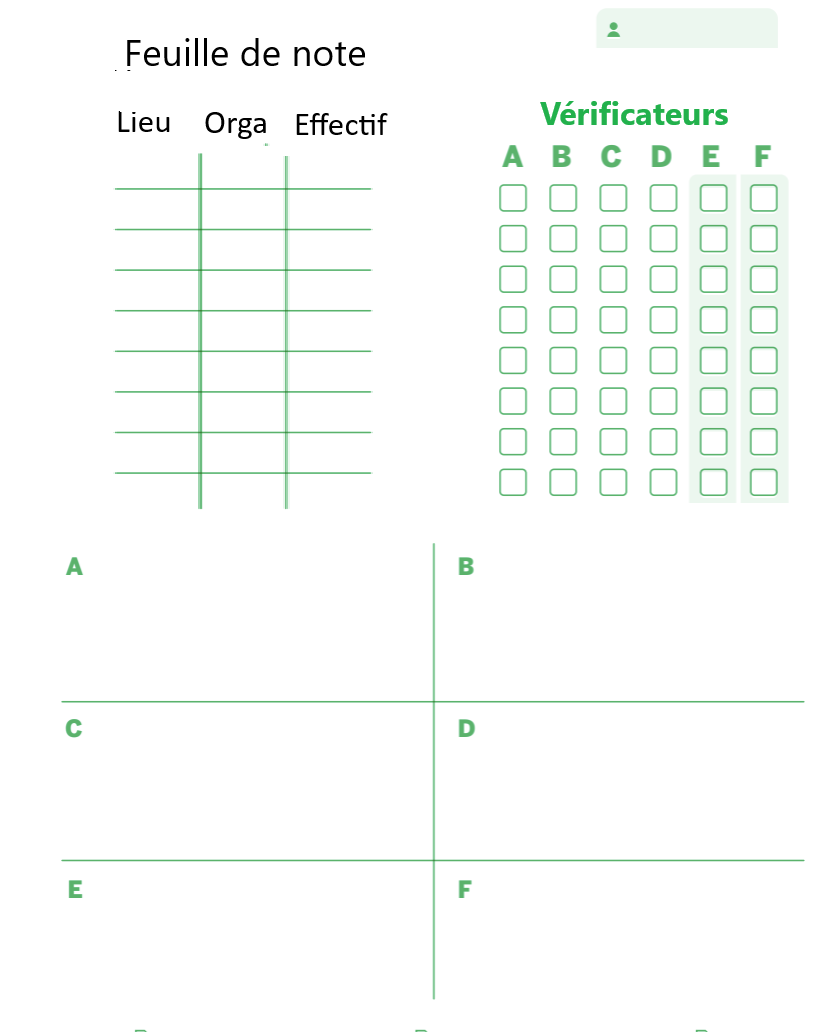 Feuille de note
Lieu Orga Effectif
Vérificateurs
A B C D E F
A
B
C
D
E
F